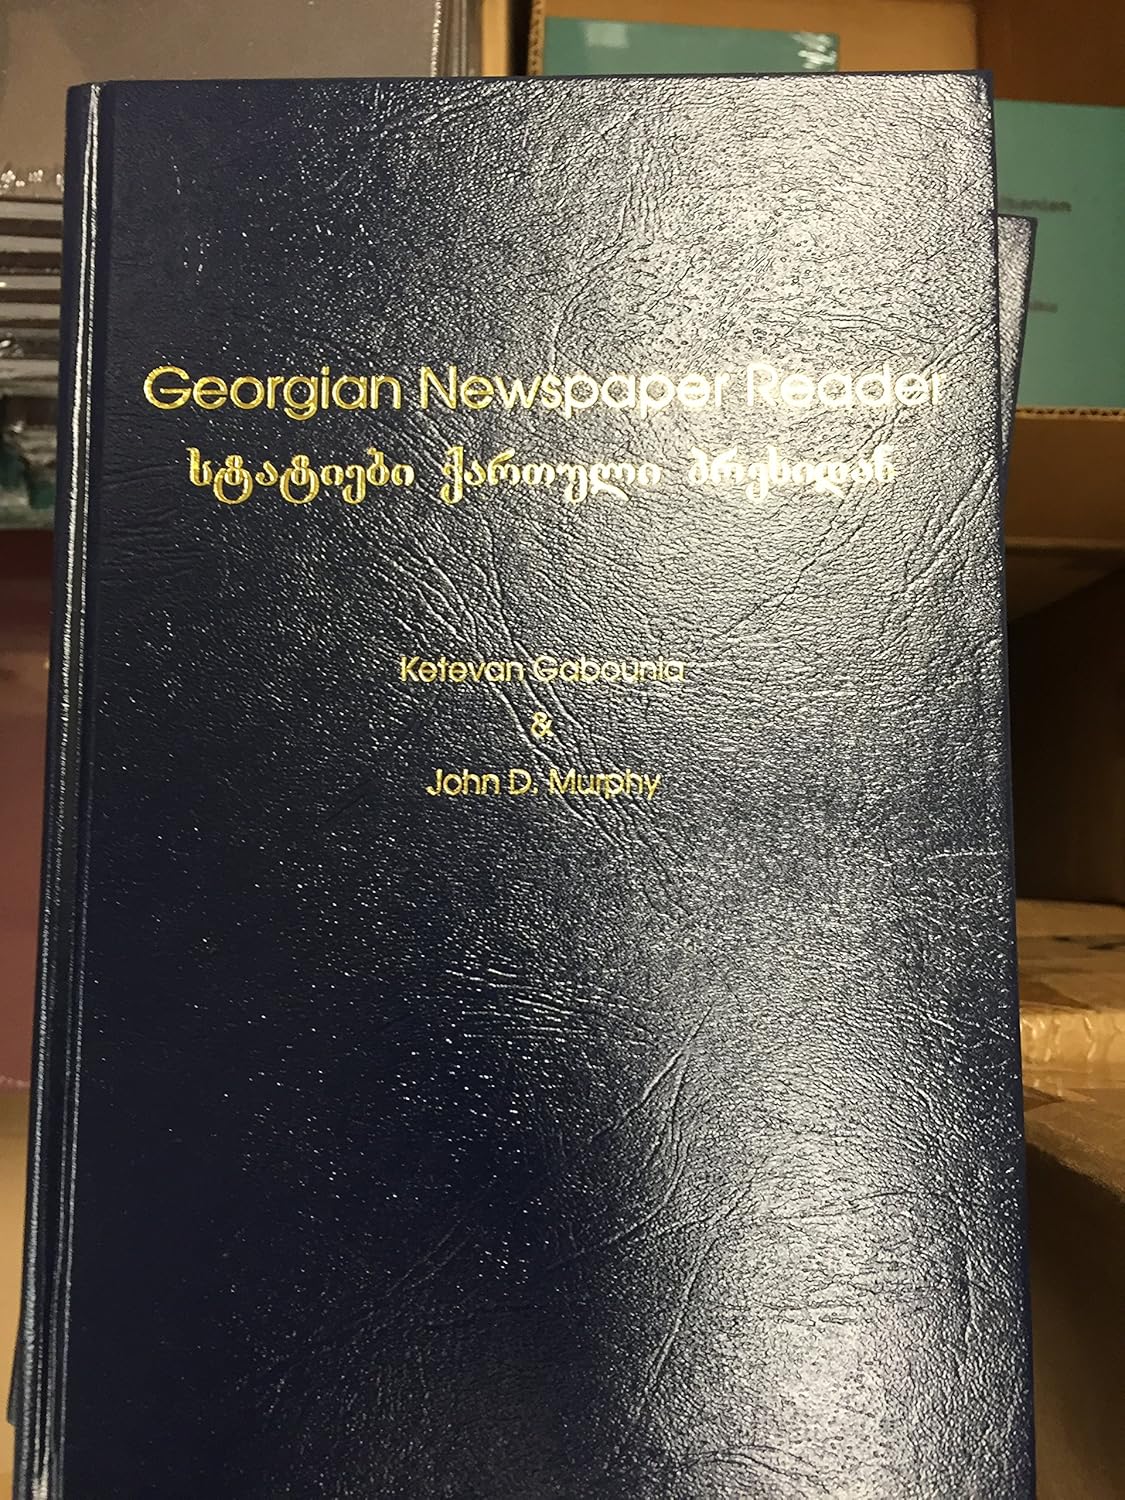 Georgian Newspaper Reader
სტატიები ქართული პრესიდან
Ketevan Gabounia
&
John D. Murphy